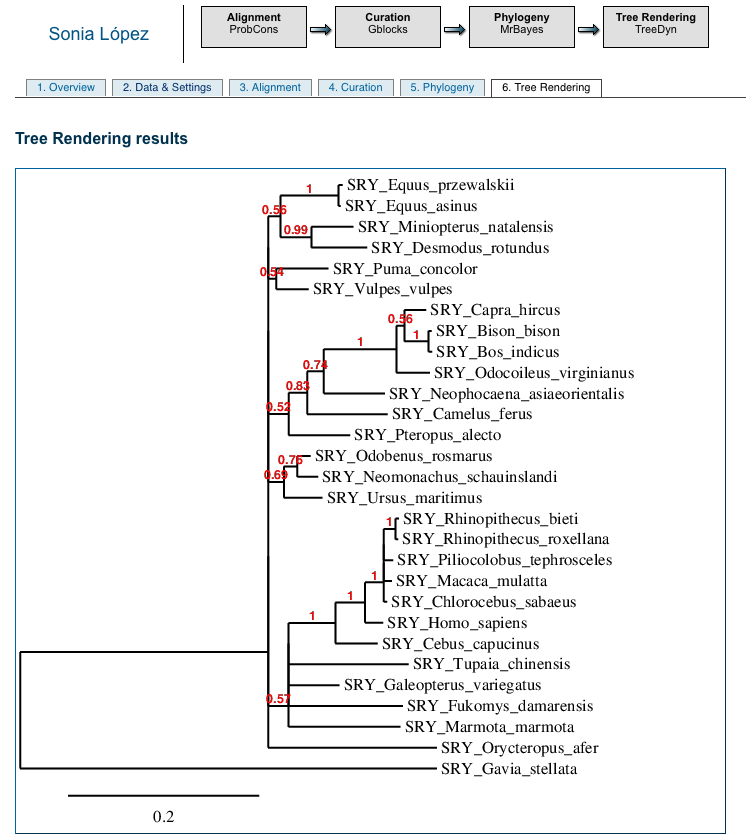 Sonia López
Alignment
ProbCons
Curation
Gblocks
Phylogeny
MrBayes
Tree Rendering
TreeDyn
1. Overview
2. Data & Settings
3. Alignment
4. Curation
5. Phylogeny
6. Tree Rendering
Tree Rendering results
SRY_Equus_przewalskii
1
SRY_Equus_asinus
0.56
SRY_Miniopterus_natalensis
0.99
SRY_Desmodus_rotundus
SRY_Puma_concolor
0.54
SRY_Vulpes_vulpes
SRY_Capra_hircus
0.56
SRY_Bison_bison
1
1
SRY_Bos_indicus
0.74
SRY_Odocoileus_virginianus
0.83
SRY_Neophocaena_asiaeorientalis
0.52
SRY_Camelus_ferus
SRY_Pteropus_alecto
SRY_Odobenus_rosmarus
0.76
0.69
SRY_Neomonachus_schauinslandi
SRY_Ursus_maritimus
SRY_Rhinopithecus_bieti
1
SRY_Rhinopithecus_roxellana
SRY_Piliocolobus_tephrosceles
1
SRY_Macaca_mulatta
1
SRY_Chlorocebus_sabaeus
1
SRY_Homo_sapiens
SRY_Cebus_capucinus
SRY_Tupaia_chinensis
SRY_Galeopterus_variegatus
0.57
SRY_Fukomys_damarensis
SRY_Marmota_marmota
SRY_Orycteropus_afer
SRY_Gavia_stellata
0.2